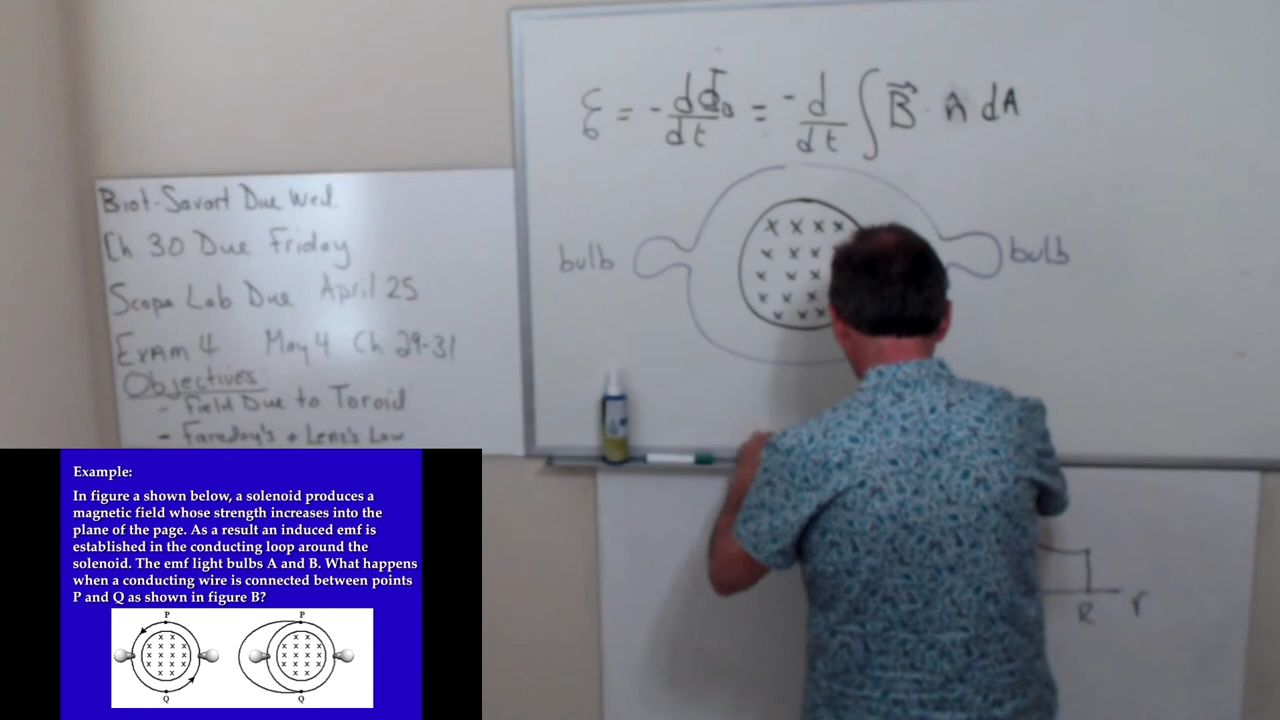 ℰ = -dΦB/dt = -d/dt ∫ B⃗ · n̂ dA
Biot-Savart Due Wed.
Ch 30 Due Friday
Scope Lab Due April 25
Exam 4 May 4 Ch 29-31
Objectives
- Field Due to Toroid
- Faraday's + Lenz's Law
x x x x
x x x
x x x
x x x
x x x
bulb
bulb
R r
Example:
In figure a shown below, a solenoid produces a
magnetic field whose strength increases into the
plane of the page. As a result an induced emf is
established in the conducting loop around the
solenoid. The emf light bulbs A and B. What happens
when a conducting wire is connected between points
P and Q as shown in figure B?
P P
x x x x x x
x x x x x x x x
x x x x x x
x x x x x x x x
x x x x x x
Q Q